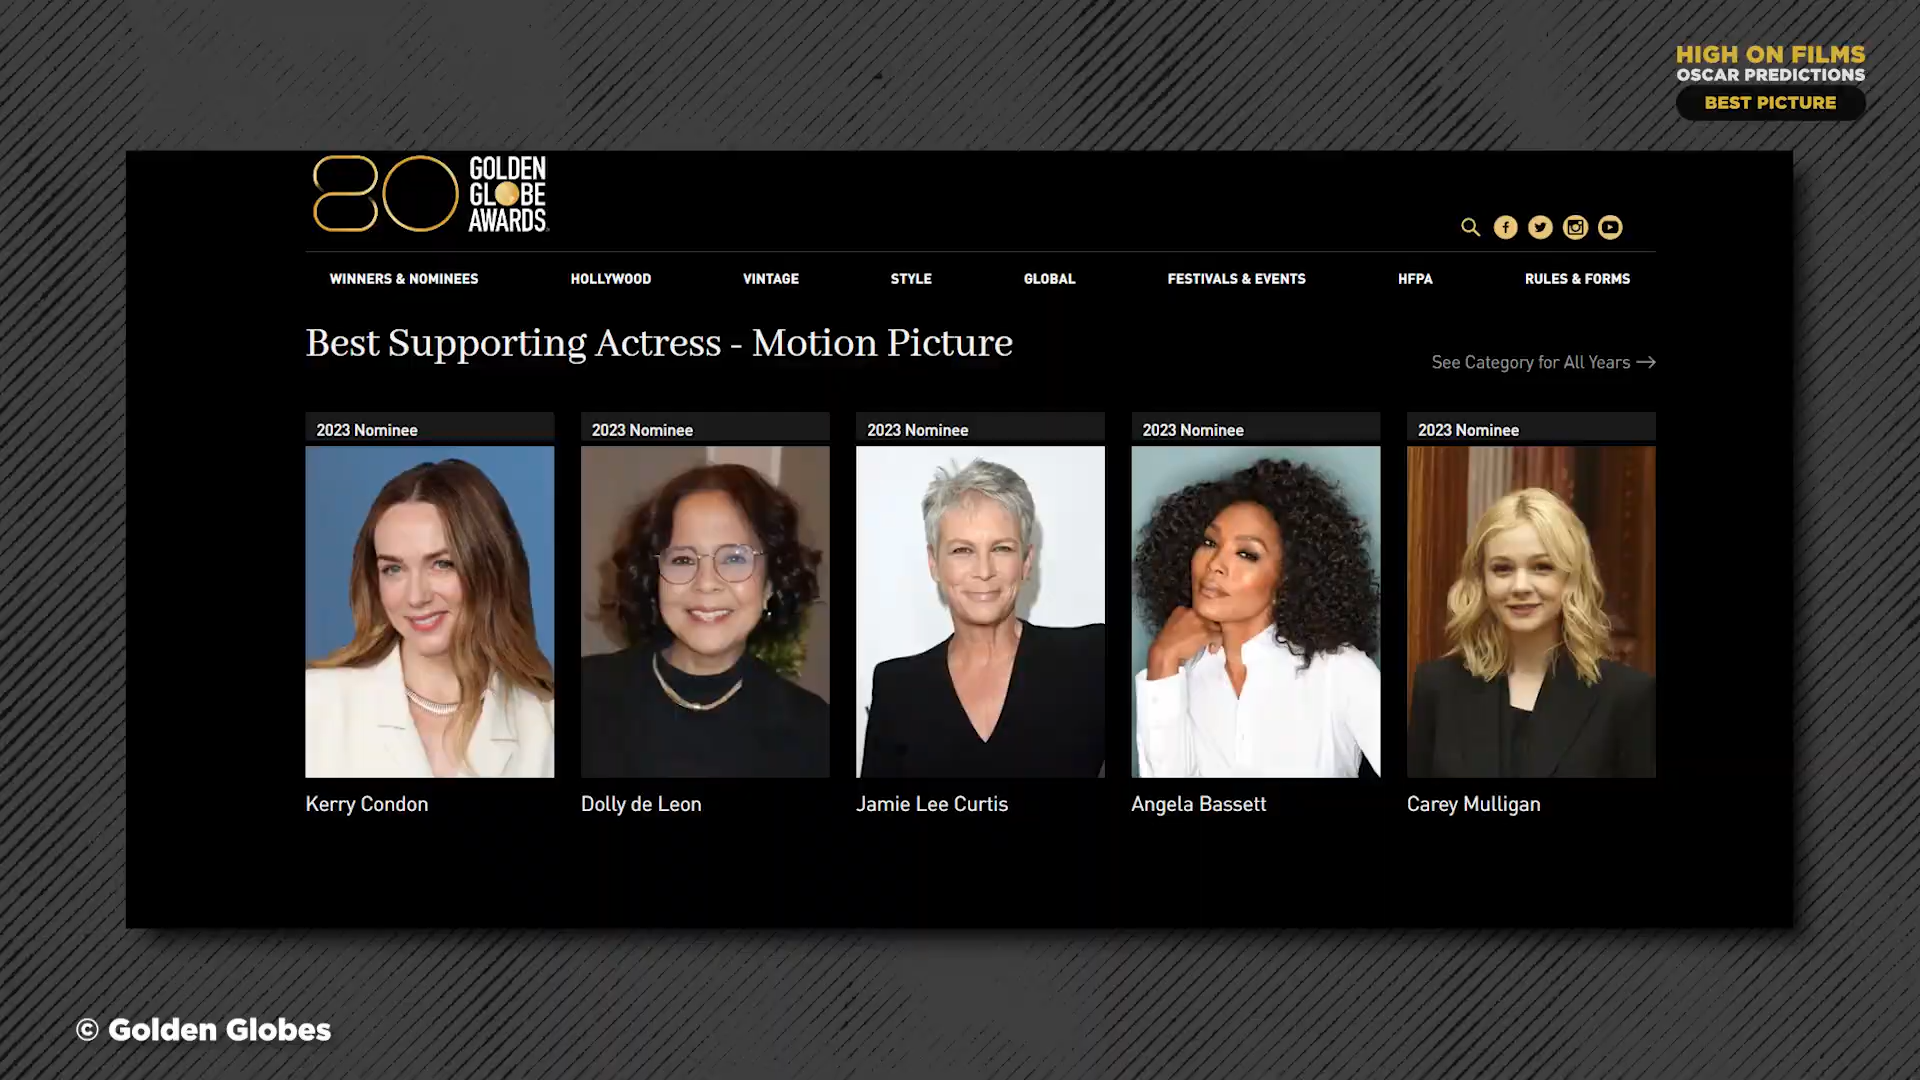 HIGH ON FILMS
OSCAR PREDICTIONS
BEST PICTURE
80 GOLDEN
GLOBE
AWARDS
WINNERS & NOMINEES HOLLYWOOD VINTAGE STYLE GLOBAL FESTIVALS & EVENTS HFPA RULES & FORMS
Best Supporting Actress - Motion Picture
See Category for All Years →
2023 Nominee 2023 Nominee 2023 Nominee 2023 Nominee 2023 Nominee
Kerry Condon Dolly de Leon Jamie Lee Curtis Angela Bassett Carey Mulligan
© Golden Globes